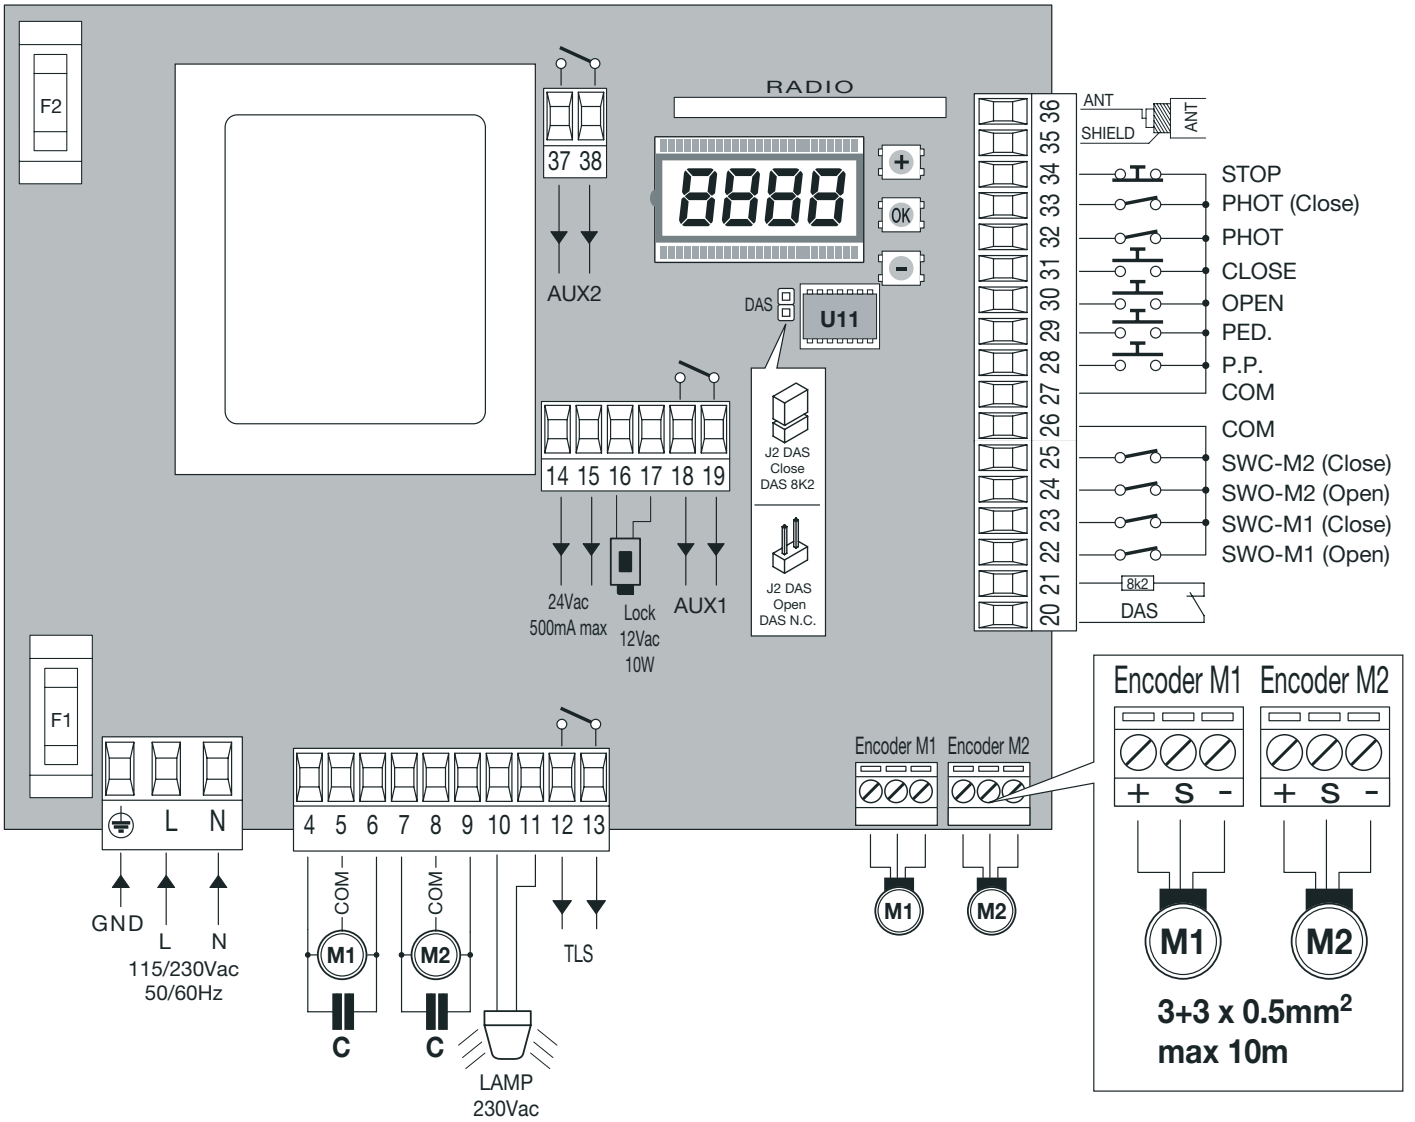 F2
37 38
AUX2
RADIO
8888
+
OK
-
DAS
U11
J2 DAS
Close
DAS 8K2
J2 DAS
Open
DAS N.C.
14 15 16 17 18 19
24Vac
500mA max
Lock
12Vac
10W
AUX1
36 ANT
ANT
35 SHIELD
34 STOP
33 PHOT (Close)
32 PHOT
31 CLOSE
30 OPEN
29 PED.
28 P.P.
27 COM
26 COM
25 SWC-M2 (Close)
24 SWO-M2 (Open)
23 SWC-M1 (Close)
22 SWO-M1 (Open)
21 8k2
20 DAS
F1
L N
GND
L N
115/230Vac
50/60Hz
4 5 6 7 8 9 10 11 12 13
COM COM
M1 M2
C C
TLS
LAMP
230Vac
Encoder M1 Encoder M2
M1 M2
Encoder M1 Encoder M2
+ S - + S -
M1 M2
3+3 x 0.5mm²
max 10m